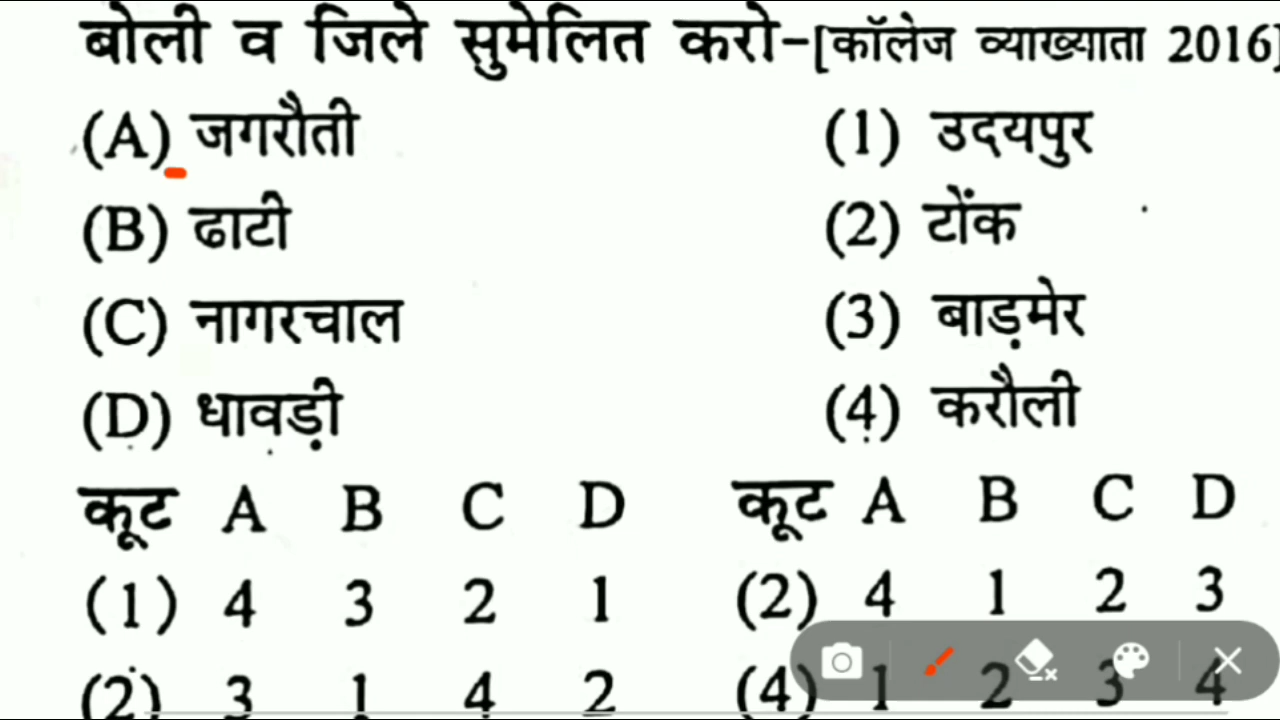 बोली व जिले सुमेलित करो-[कॉलेज व्याख्याता 2016]
(A) जगरौती (1) उदयपुर
(B) ढाटी (2) टोंक
(C) नागरचाल (3) बाड़मेर
(D) धावड़ी (4) करौली
कूट A B C D कूट A B C D
(1) 4 3 2 1 (2) 4 1 2 3
(2) 3 1 4 2 (4) 1 2 3 4